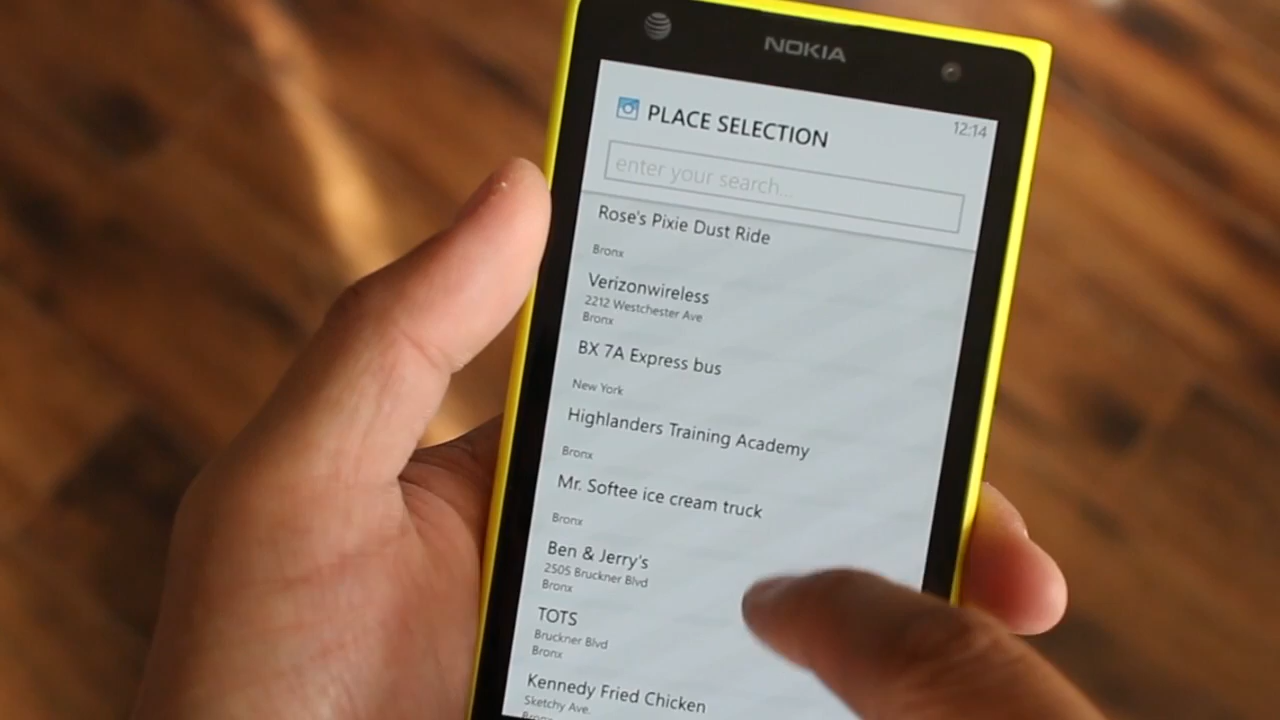 NOKIA
12:14
PLACE SELECTION
enter your search...
Rose's Pixie Dust Ride
Bronx
Verizonwireless
2212 Westchester Ave
Bronx
BX 7A Express bus
New York
Highlanders Training Academy
Bronx
Mr. Softee ice cream truck
Bronx
Ben & Jerry's
2505 Bruckner Blvd
Bronx
TOTS
Bruckner Blvd
Bronx
Kennedy Fried Chicken
Sketchy Ave.
Bronx